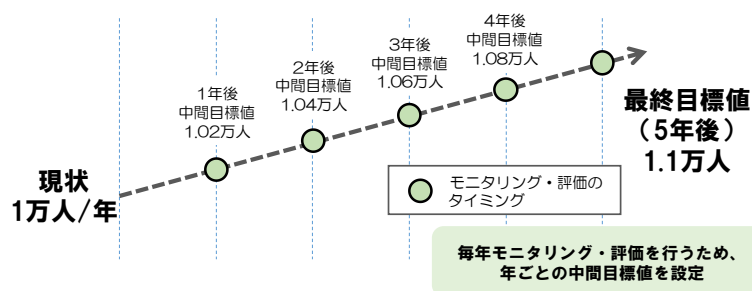 1年後
中間目標値
1.02万人
2年後
中間目標値
1.04万人
3年後
中間目標値
1.06万人
4年後
中間目標値
1.08万人
最終目標値
（5年後）
1.1万人
現状
1万人/年
モニタリング・評価の
タイミング
毎年モニタリング・評価を行うため、
年ごとの中間目標値を設定